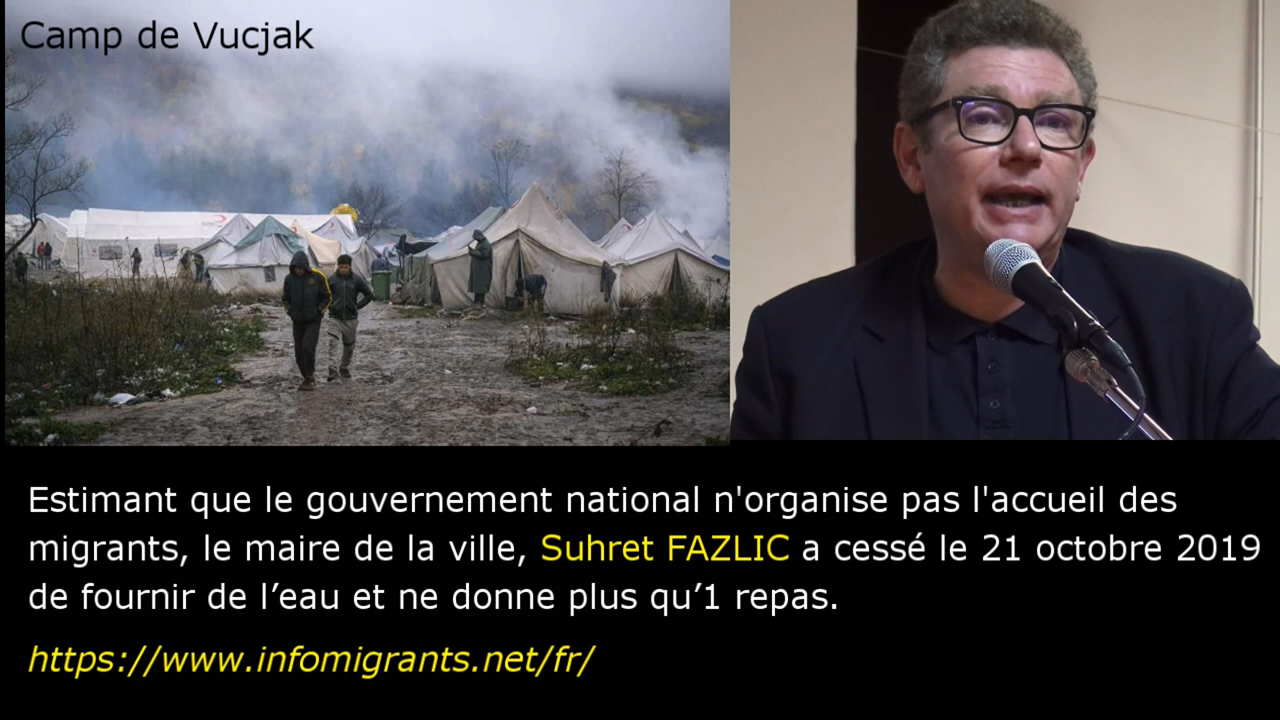 Camp de Vucjak
Estimant que le gouvernement national n'organise pas l'accueil des
migrants, le maire de la ville, Suhret FAZLIC a cessé le 21 octobre 2019
de fournir de l’eau et ne donne plus qu’1 repas.
https://www.infomigrants.net/fr/